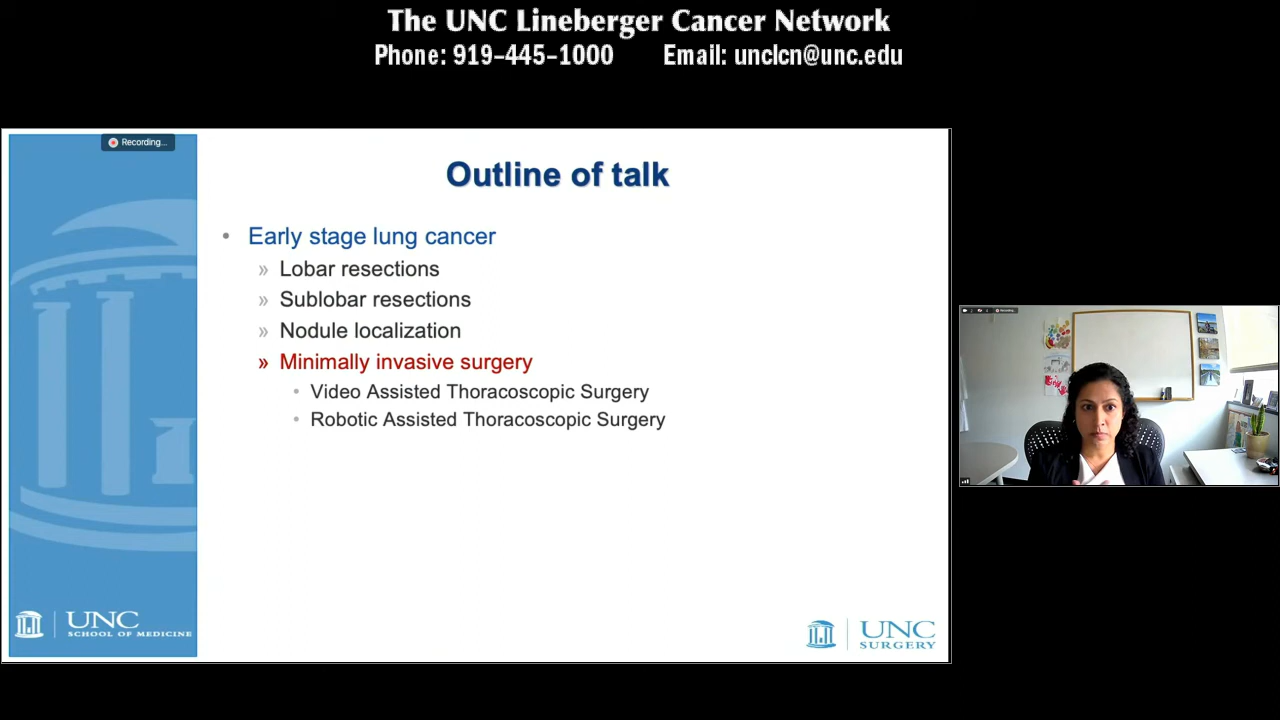 The UNC Lineberger Cancer Network
Phone: 919-445-1000 Email: unclcn@unc.edu
Recording...
Outline of talk
• Early stage lung cancer
» Lobar resections
» Sublobar resections
» Nodule localization
» Minimally invasive surgery
• Video Assisted Thoracoscopic Surgery
• Robotic Assisted Thoracoscopic Surgery
Recording...
UNC
SCHOOL OF MEDICINE
UNC
SURGERY